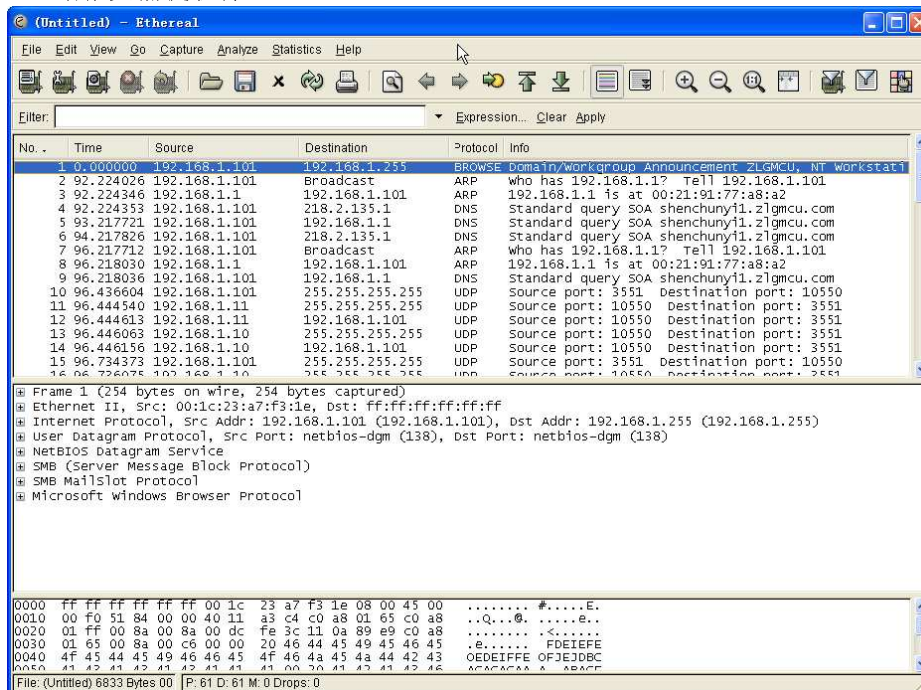 (Untitled) - Ethereal
File Edit View Go Capture Analyze Statistics Help
Filter: Expression... Clear Apply
No. . Time Source Destination Protocol Info
1 0.000000 192.168.1.101 192.168.1.255 BROWSE Domain/Workgroup Announcement ZLGMCU, NT Workstati
2 92.224026 192.168.1.101 Broadcast ARP who has 192.168.1.1? Tell 192.168.1.101
3 92.224346 192.168.1.1 192.168.1.101 ARP 192.168.1.1 is at 00:21:91:77:a8:a2
4 92.224353 192.168.1.101 218.2.135.1 DNS Standard query SOA shenchunyi1.zlgmcu.com
5 93.217721 192.168.1.101 192.168.1.1 DNS Standard query SOA shenchunyi1.zlgmcu.com
6 94.217826 192.168.1.101 218.2.135.1 DNS Standard query SOA shenchunyi1.zlgmcu.com
7 96.217712 192.168.1.101 Broadcast ARP who has 192.168.1.1? Tell 192.168.1.101
8 96.218030 192.168.1.1 192.168.1.101 ARP 192.168.1.1 is at 00:21:91:77:a8:a2
9 96.218036 192.168.1.101 192.168.1.1 DNS Standard query SOA shenchunyi1.zlgmcu.com
10 96.436604 192.168.1.101 255.255.255.255 UDP Source port: 3551 Destination port: 10550
11 96.444540 192.168.1.11 255.255.255.255 UDP Source port: 10550 Destination port: 3551
12 96.444613 192.168.1.11 192.168.1.101 UDP Source port: 10550 Destination port: 3551
13 96.446063 192.168.1.10 255.255.255.255 UDP Source port: 10550 Destination port: 3551
14 96.446156 192.168.1.10 192.168.1.101 UDP Source port: 10550 Destination port: 3551
15 96.734373 192.168.1.101 255.255.255.255 UDP Source port: 3551 Destination port: 10550
Frame 1 (254 bytes on wire, 254 bytes captured)
Ethernet II, Src: 00:1c:23:a7:f3:1e, Dst: ff:ff:ff:ff:ff:ff
Internet Protocol, Src Addr: 192.168.1.101 (192.168.1.101), Dst Addr: 192.168.1.255 (192.168.1.255)
User Datagram Protocol, Src Port: netbios-dgm (138), Dst Port: netbios-dgm (138)
NetBIOS Datagram Service
SMB (Server Message Block Protocol)
SMB MailSlot Protocol
Microsoft Windows Browser Protocol
0000 ff ff ff ff ff ff 00 1c 23 a7 f3 1e 08 00 45 00 ........ #.....E.
0010 00 f0 51 84 00 00 40 11 a3 c4 c0 a8 01 65 c0 a8 ..Q...@. .....e..
0020 01 ff 00 8a 00 8a 00 dc fe 3c 11 0a 89 e9 c0 a8 ........ .<......
0030 01 65 00 8a 00 c6 00 00 20 46 44 45 49 45 46 45 .e...... FDEIEFE
0040 4f 45 44 45 49 46 46 45 4f 46 4a 45 4a 44 42 43 OEDEIFFE OFJEJDBC
File: (Untitled) 6833 Bytes 00 P: 61 D: 61 M: 0 Drops: 0